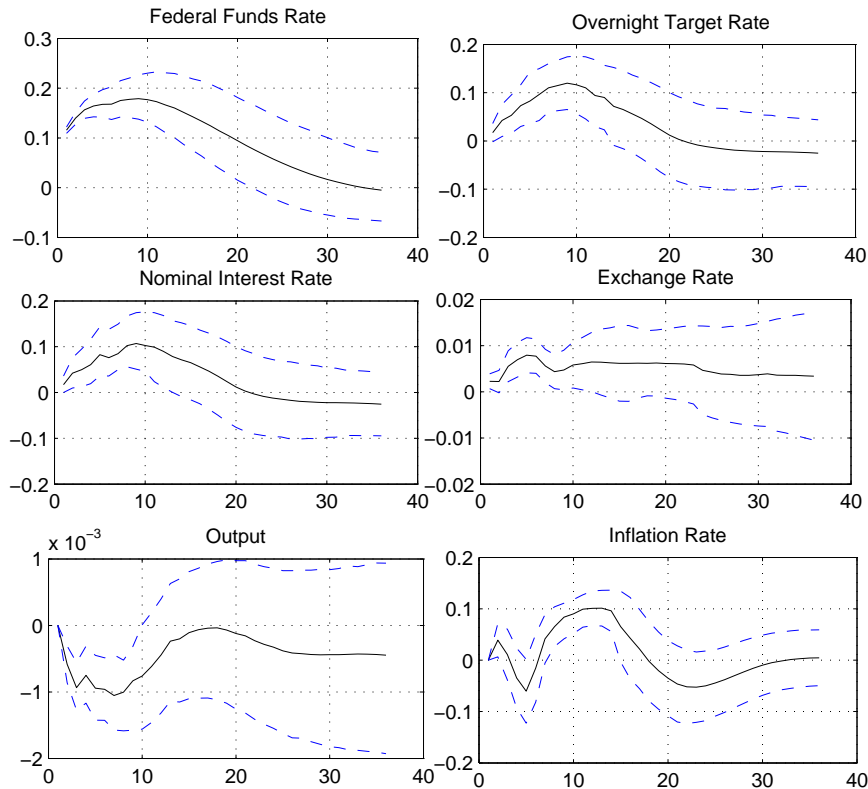 Federal Funds Rate
0.3
0.2
0.1
0
−0.1
0 10 20 30 40
Overnight Target Rate
0.2
0.1
0
−0.1
−0.2
0 10 20 30 40
Nominal Interest Rate
0.2
0.1
0
−0.1
−0.2
0 10 20 30 40
Exchange Rate
0.02
0.01
0
−0.01
−0.02
0 10 20 30 40
Output
x 10⁻³
1
0
−1
−2
0 10 20 30 40
Inflation Rate
0.2
0.1
0
−0.1
−0.2
0 10 20 30 40